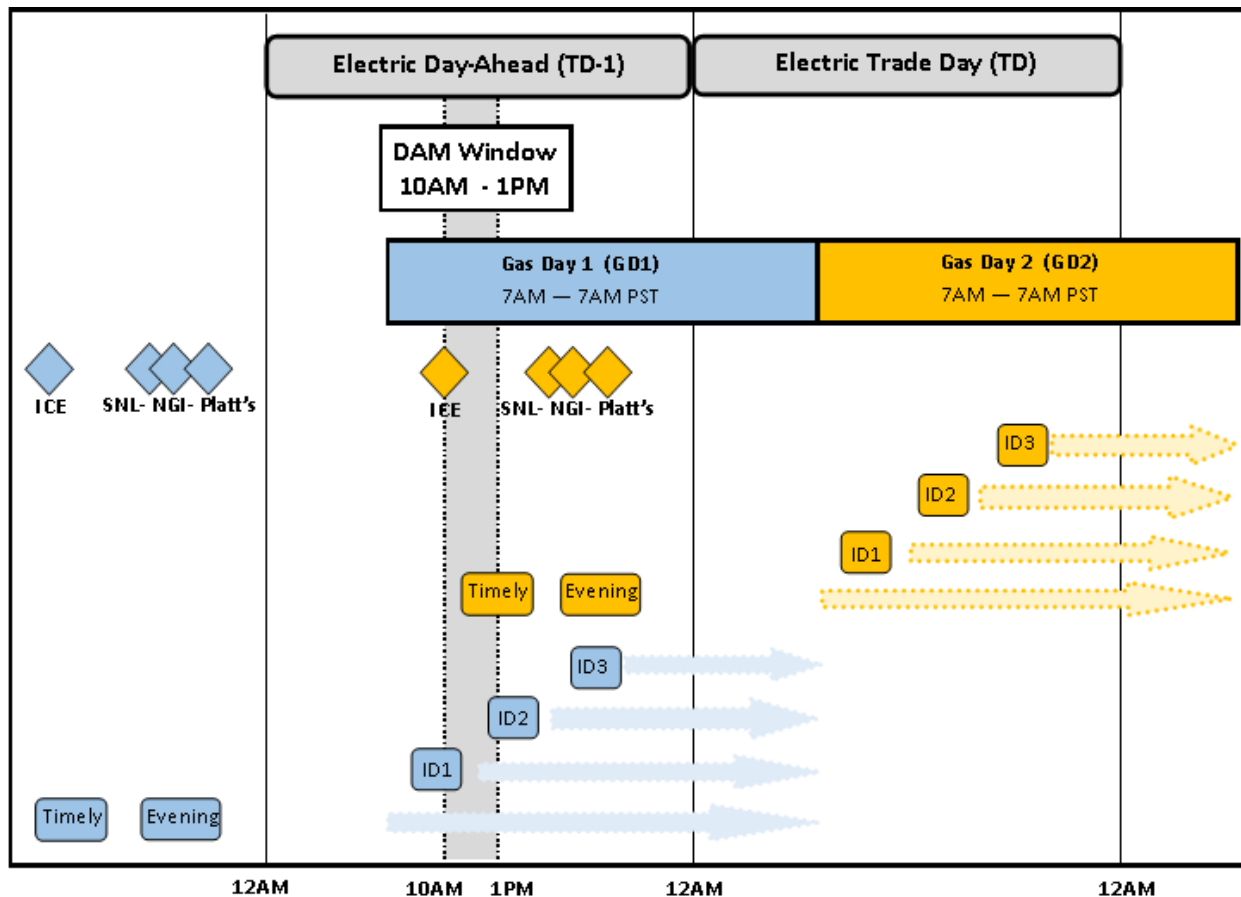 Electric Day-Ahead (TD-1)
Electric Trade Day (TD)
DAM Window
10AM - 1PM
Gas Day 1 (GD1)
7AM — 7AM PST
Gas Day 2 (GD2)
7AM — 7AM PST
ICE
SNL- NGI- Platt's
ICE
SNL- NGI- Platt's
ID3
ID2
ID1
Timely
Evening
ID3
ID2
ID1
Timely
Evening
12AM
10AM
1PM
12AM
12AM